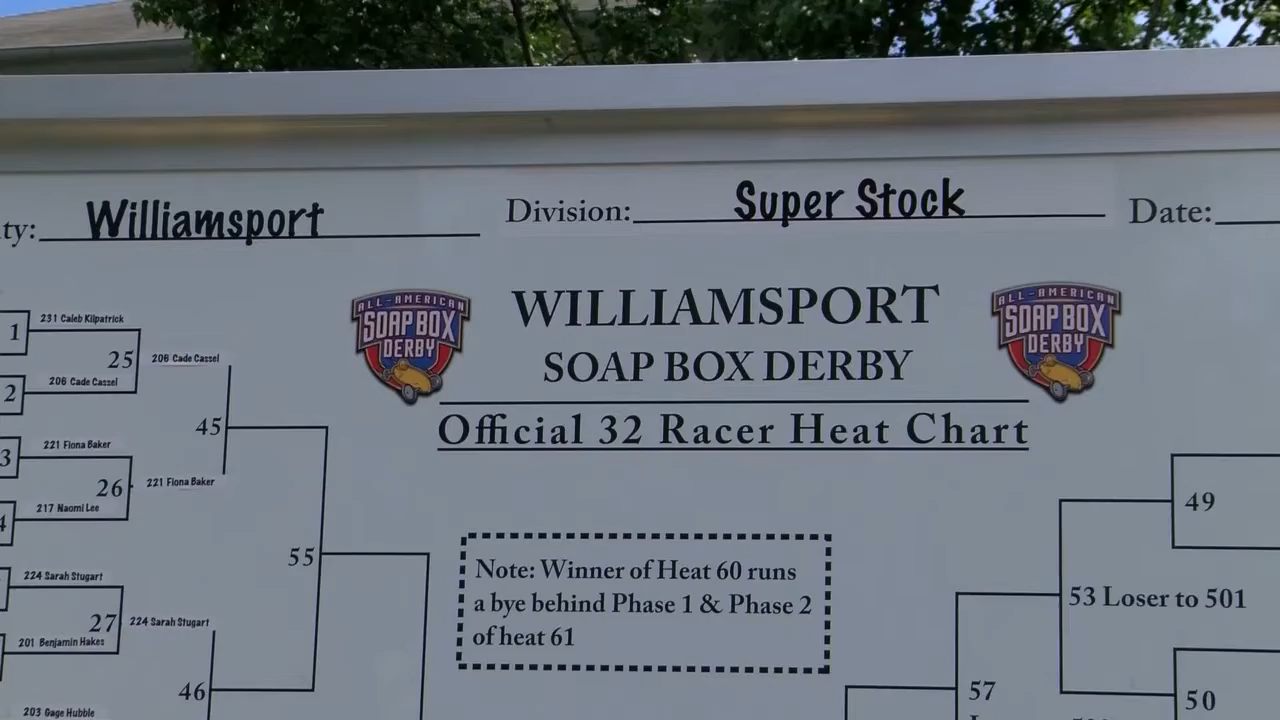 ty: Williamsport
Division: Super Stock
Date:
ALL-AMERICAN
SOAP BOX
DERBY
WILLIAMSPORT
SOAP BOX DERBY
Official 32 Racer Heat Chart
ALL-AMERICAN
SOAP BOX
DERBY
1
231 Caleb Kilpatrick
25
206 Cade Cassel
2
206 Cade Cassel
45
3
221 Fiona Baker
26
221 Fiona Baker
4
217 Naomi Lee
55
224 Sarah Stugart
27
224 Sarah Stugart
201 Benjamin Hakes
46
203 Gage Hubble
Note: Winner of Heat 60 runs
a bye behind Phase 1 & Phase 2
of heat 61
49
53 Loser to 501
57
50